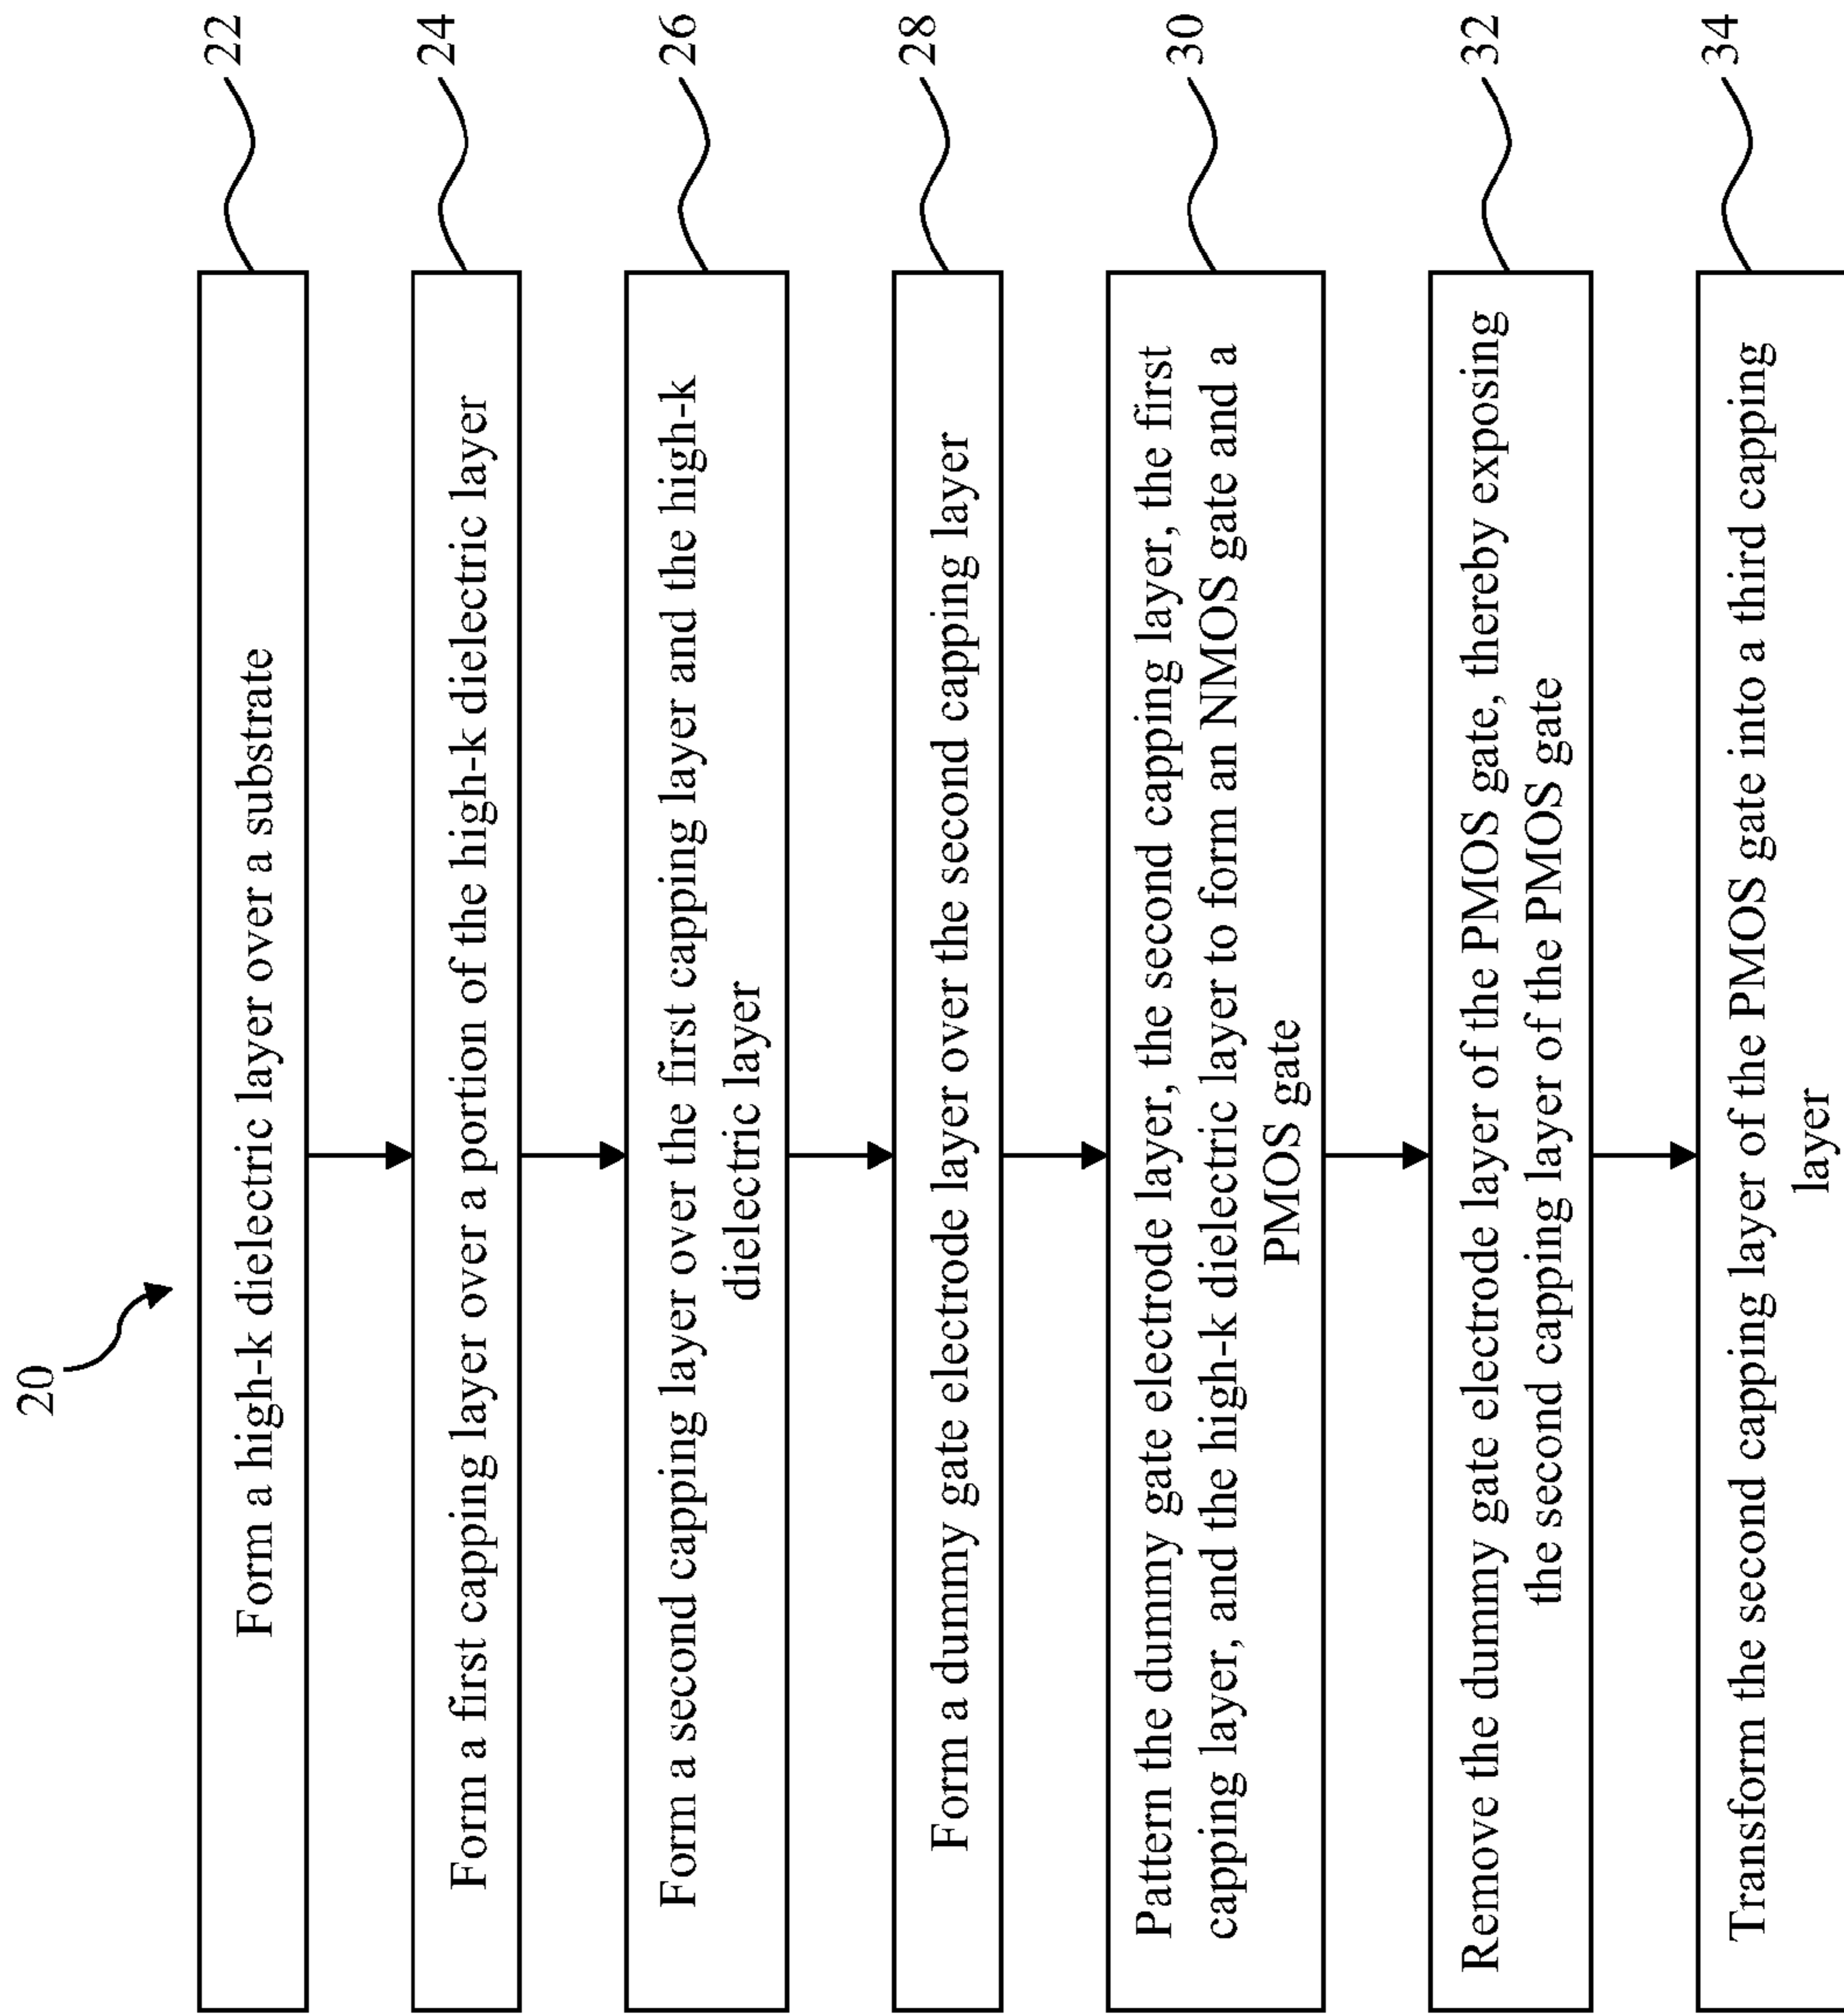 20
Form a high-k dielectric layer over a substrate
22
Form a first capping layer over a portion of the high-k dielectric layer
24
Form a second capping layer over the first capping layer and the high-k
dielectric layer
26
Form a dummy gate electrode layer over the second capping layer
28
Pattern the dummy gate electrode layer, the second capping layer, the first
capping layer, and the high-k dielectric layer to form an NMOS gate and a
PMOS gate
30
Remove the dummy gate electrode layer of the PMOS gate, thereby exposing
the second capping layer of the PMOS gate
32
Transform the second capping layer of the PMOS gate into a third capping
layer
34